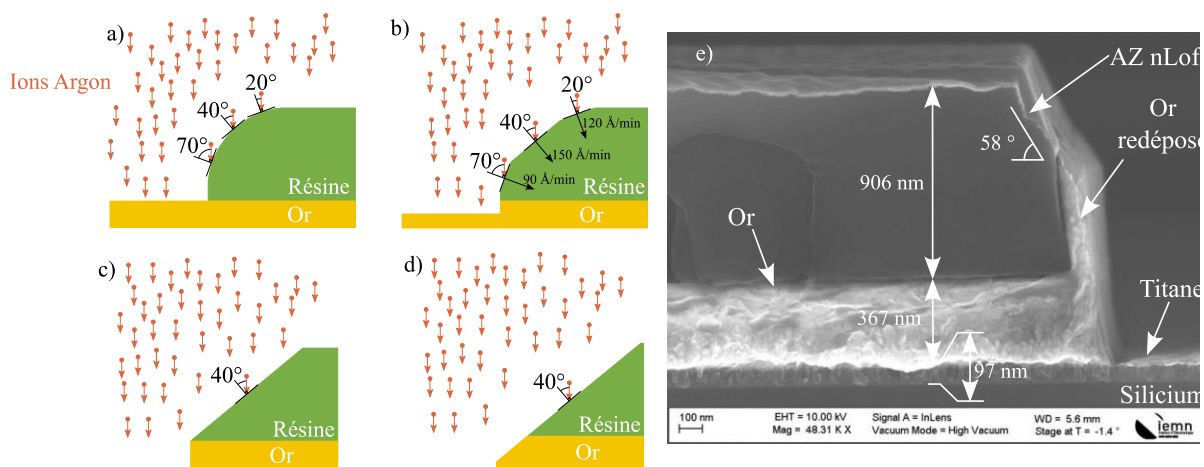 a)
Ions Argon
20°
40°
70°
Résine
Or
b)
20°
120 Å/min
40°
150 Å/min
70°
90 Å/min
Résine
Or
c)
40°
Résine
Or
d)
40°
Résine
Or
e)
AZ nLof
Or
redéposé
58 °
906 nm
Or
367 nm
97 nm
Titane
Silicium
100 nm
EHT = 10.00 kV
Signal A = InLens
WD = 5.6 mm
Mag = 48.31 K X
Vacuum Mode = High Vacuum
Stage at T = -1.4 °
iemn